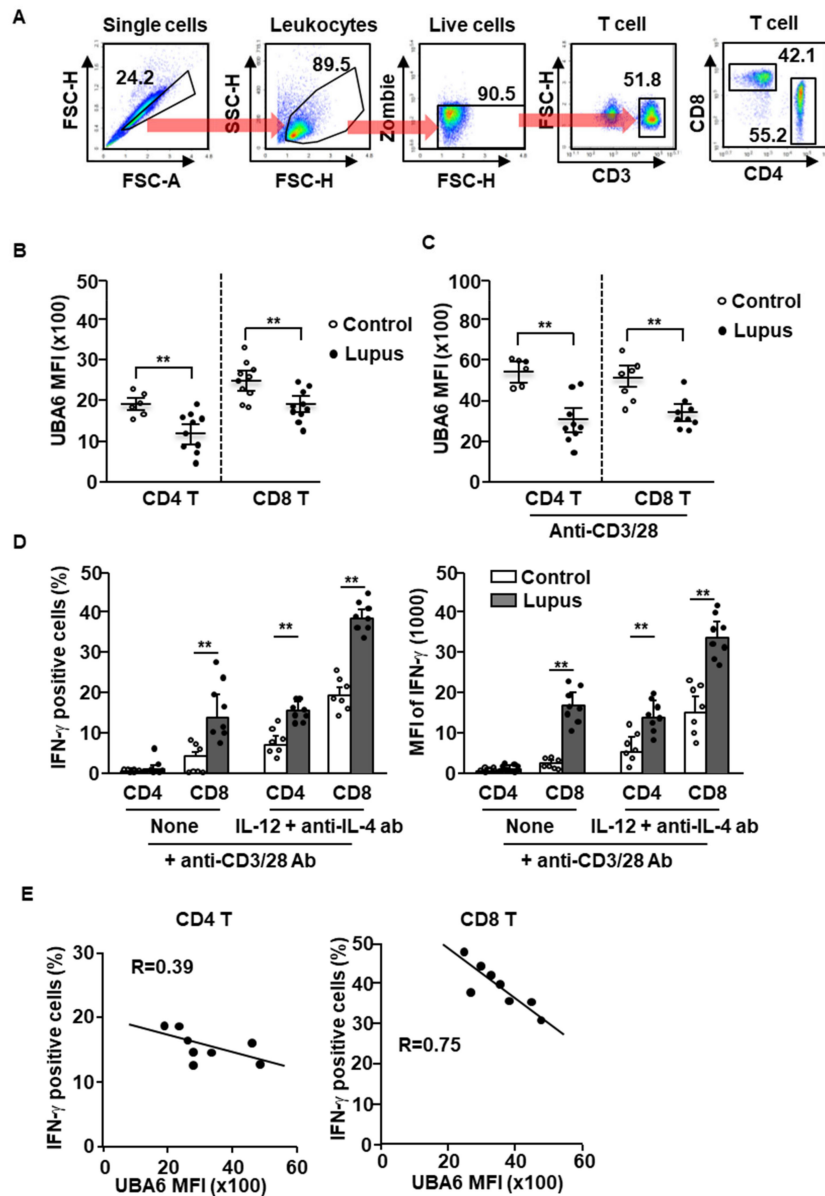 A
Single cells
Leukocytes
Live cells
T cell
T cell
24.2
89.5
90.5
51.8
42.1
55.2
FSC-H
SSC-H
Zombie
FSC-H
CD8
FSC-A
FSC-H
FSC-H
CD3
CD4
B
50
40
30
20
10
0
UBA6 MFI (x100)
**
**
Control
Lupus
CD4 T
CD8 T
C
100
80
60
40
20
0
UBA6 MFI (x100)
**
**
Control
Lupus
CD4 T
CD8 T
Anti-CD3/28
D
50
40
30
20
10
0
IFN-γ positive cells (%)
**
**
**
CD4
CD8
CD4
CD8
None
IL-12 + anti-IL-4 ab
+ anti-CD3/28 Ab
50
40
30
20
10
0
MFI of IFN-γ (1000)
Control
Lupus
**
**
**
CD4
CD8
CD4
CD8
None
IL-12 + anti-IL-4 ab
+ anti-CD3/28 Ab
E
CD4 T
30
20
10
0
IFN-γ positive cells (%)
R=0.39
0
20
40
60
UBA6 MFI (x100)
CD8 T
50
40
30
20
10
0
IFN-γ positive cells (%)
R=0.75
0
20
40
60
UBA6 MFI (x100)